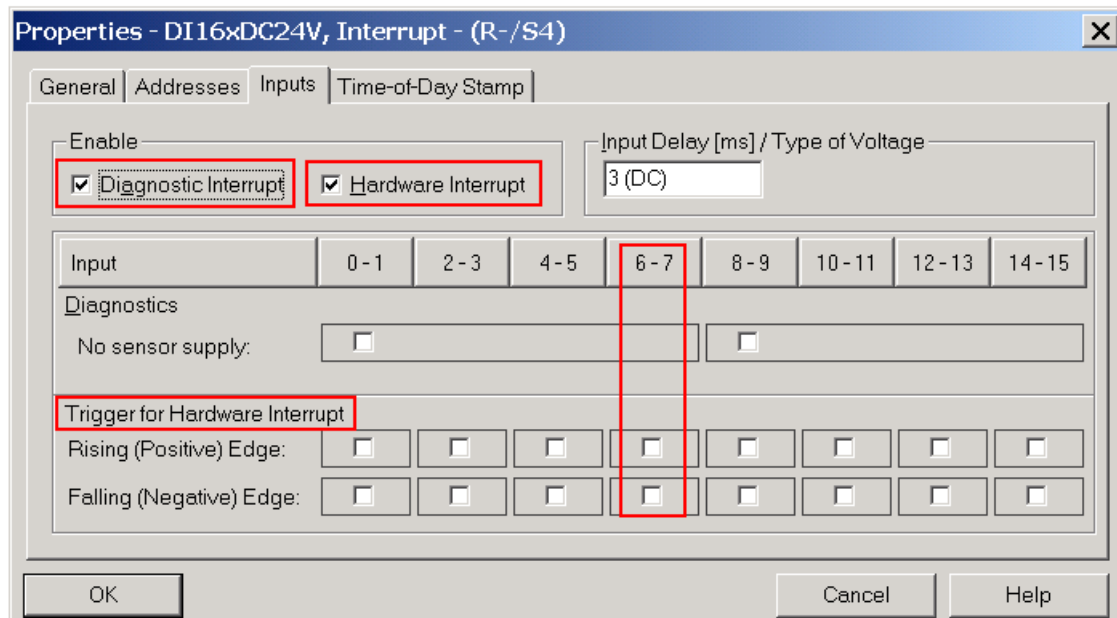 Properties - DI16xDC24V, Interrupt - (R-/S4)
General Addresses Inputs Time-of-Day Stamp
Enable
Input Delay [ms] / Type of Voltage
Diagnostic Interrupt Hardware Interrupt 3 (DC)
Input 0 - 1 2 - 3 4 - 5 6 - 7 8 - 9 10 - 11 12 - 13 14 - 15
Diagnostics
No sensor supply:
Trigger for Hardware Interrupt
Rising (Positive) Edge:
Falling (Negative) Edge:
OK Cancel Help